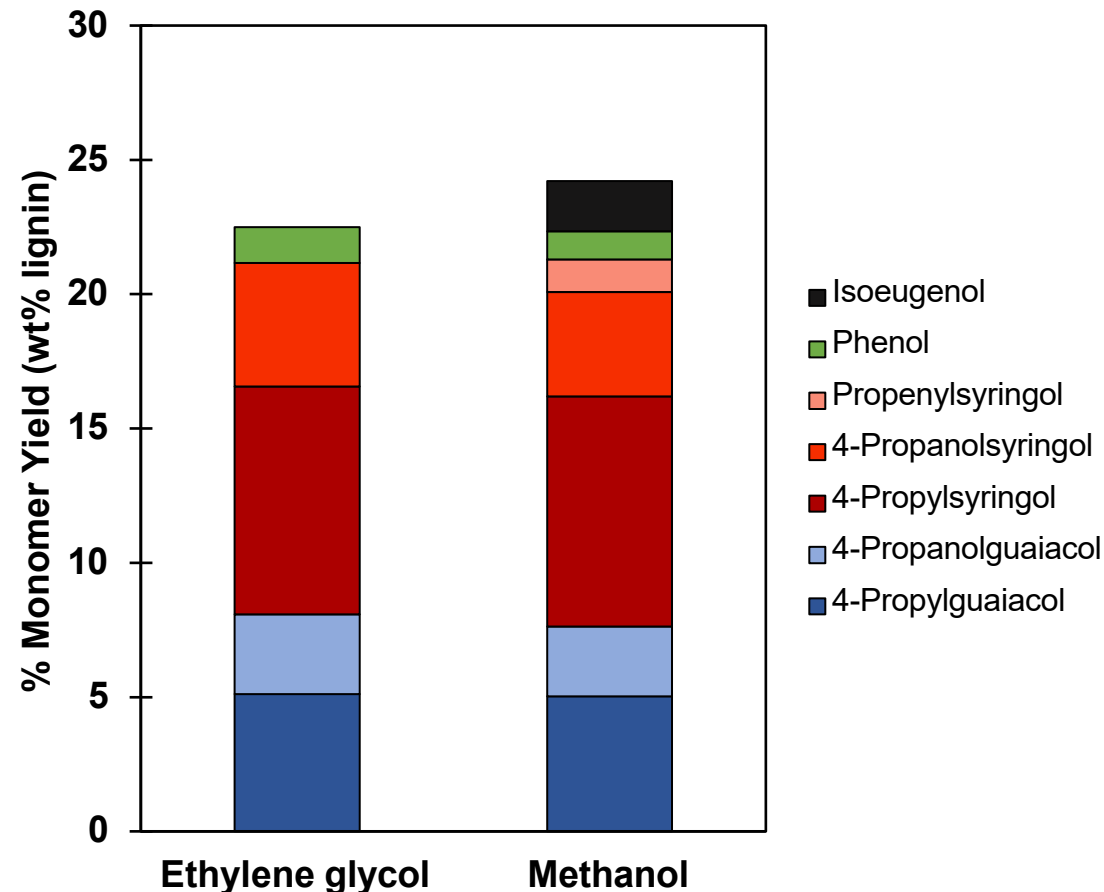 % Monomer Yield (wt% lignin)
30
25
20
15
10
5
0
Ethylene glycol
Methanol
Isoeugenol
Phenol
Propenylsyringol
4-Propanolsyringol
4-Propylsyringol
4-Propanolguaiacol
4-Propylguaiacol